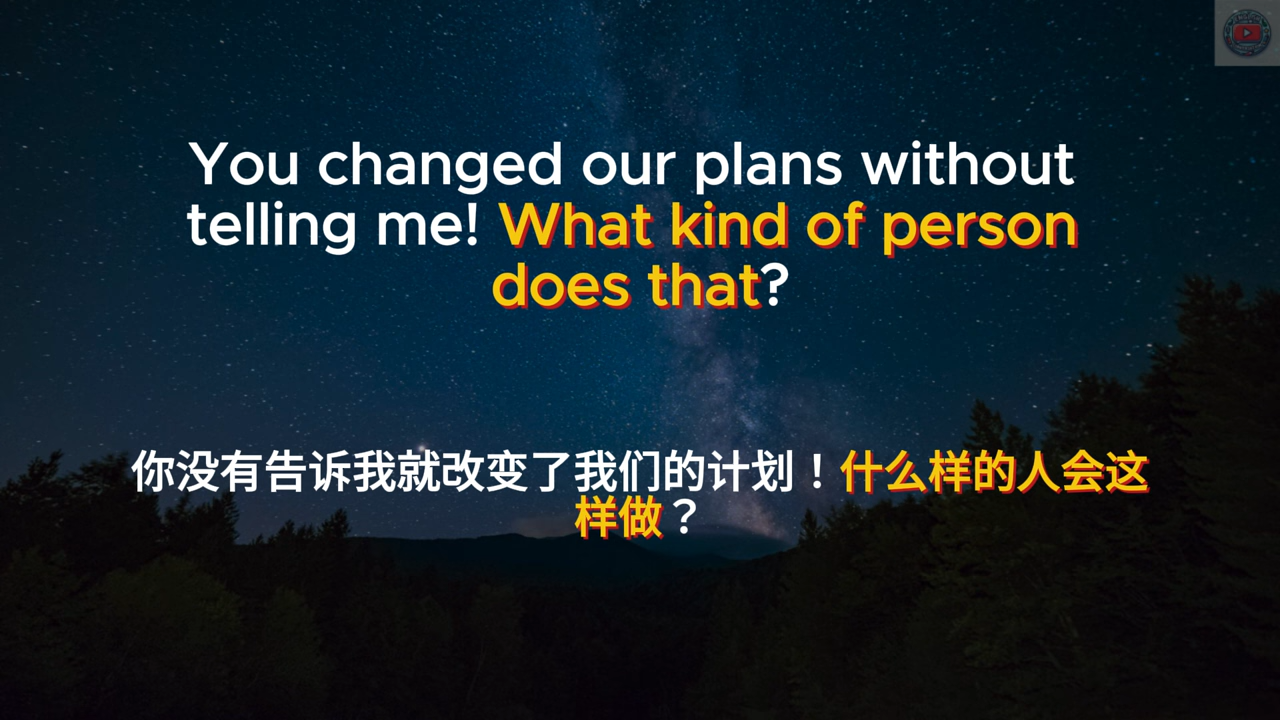 You changed our plans without
telling me! What kind of person
does that?
你没有告诉我就改变了我们的计划！什么样的人会这
样做？